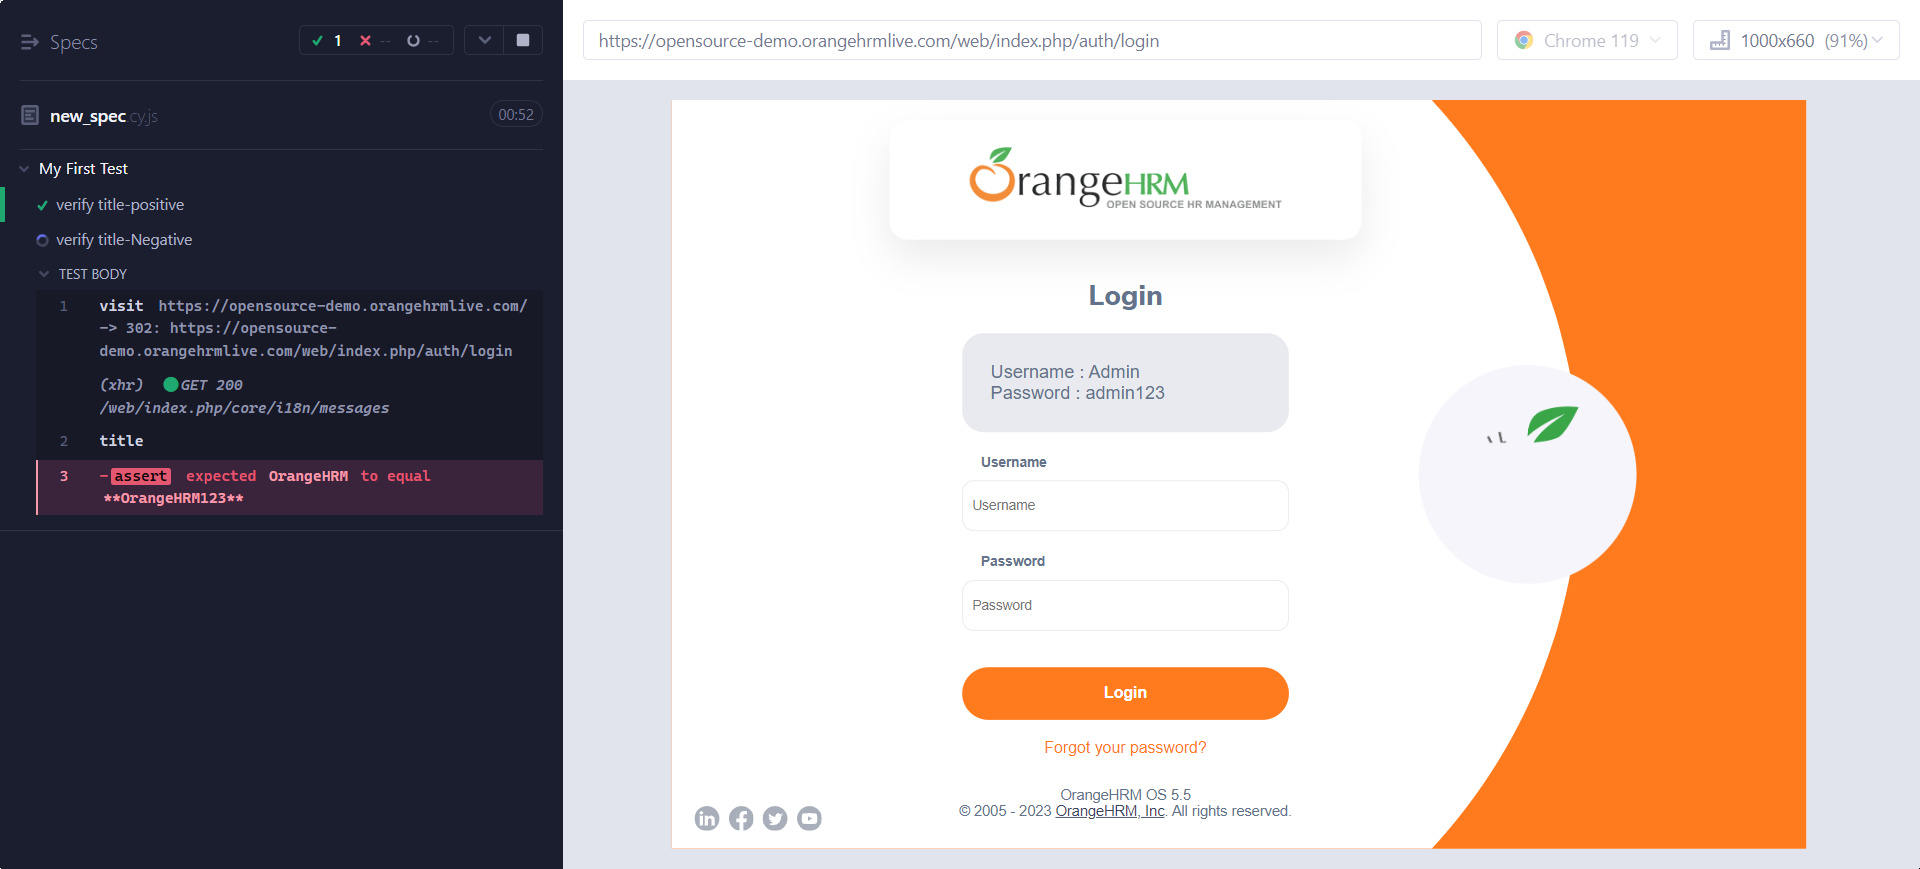 Specs
1 -- --
new_spec.cy.js
00:52
My First Test
verify title-positive
verify title-Negative
TEST BODY
1 visit https://opensource-demo.orangehrmlive.com/
-> 302: https://opensource-
demo.orangehrmlive.com/web/index.php/auth/login
(xhr) GET 200
/web/index.php/core/i18n/messages
2 title
3 -assert expected OrangeHRM to equal
**OrangeHRM123**
https://opensource-demo.orangehrmlive.com/web/index.php/auth/login
Chrome 119
1000x660 (91%)
OrangeHRM
OPEN SOURCE HR MANAGEMENT
Login
Username : Admin
Password : admin123
Username
Username
Password
Password
Login
Forgot your password?
OrangeHRM OS 5.5
© 2005 - 2023 OrangeHRM, Inc. All rights reserved.